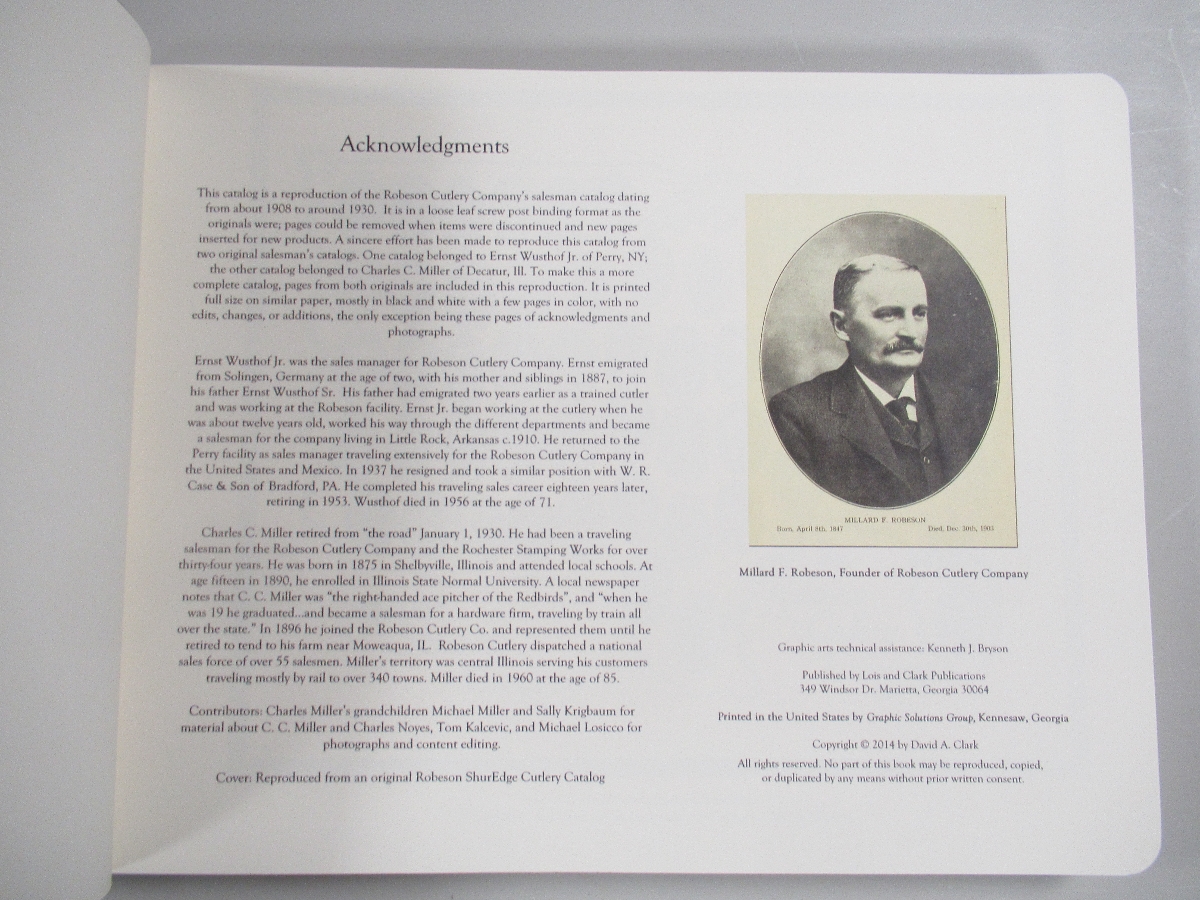 Acknowledgments
This catalog is a reproduction of the Robeson Cutlery Company's salesman catalog dating
from about 1908 to around 1930. It is in a loose leaf screw post binding format as the
originals were; pages could be removed when items were discontinued and new pages
inserted for new products. A sincere effort has been made to reproduce this catalog from
two original salesman's catalogs. One catalog belonged to Ernst Wusthof Jr. of Perry, NY;
the other catalog belonged to Charles C. Miller of Decatur, Ill. To make this a more
complete catalog, pages from both originals are included in this reproduction. It is printed
full size on similar paper, mostly in black and white with a few pages in color, with no
edits, changes, or additions, the only exception being these pages of acknowledgments and
photographs.
Ernst Wusthof Jr. was the sales manager for Robeson Cutlery Company. Ernst emigrated
from Solingen, Germany at the age of two, with his mother and siblings in 1887, to join
his father Ernst Wusthof Sr. His father had emigrated two years earlier as a trained cutler
and was working at the Robeson facility. Ernst Jr. began working at the cutlery when he
was about twelve years old, worked his way through the different departments and became
a salesman for the company living in Little Rock, Arkansas c.1910. He returned to the
Perry facility as sales manager traveling extensively for the Robeson Cutlery Company in
the United States and Mexico. In 1937 he resigned and took a similar position with W. R.
Case & Son of Bradford, PA. He completed his traveling sales career eighteen years later,
retiring in 1953. Wusthof died in 1956 at the age of 71.
Charles C. Miller retired from "the road" January 1, 1930. He had been a traveling
salesman for the Robeson Cutlery Company and the Rochester Stamping Works for over
thirty-four years. He was born in 1875 in Shelbyville, Illinois and attended local schools. At
age fifteen in 1890, he enrolled in Illinois State Normal University. A local newspaper
notes that C. C. Miller was "the right-handed ace pitcher of the Redbirds", and "when he
was 19 he graduated...and became a salesman for a hardware firm, traveling by train all
over the state." In 1896 he joined the Robeson Cutlery Co. and represented them until he
retired to tend to his farm near Moweaqua, IL. Robeson Cutlery dispatched a national
sales force of over 55 salesmen. Miller's territory was central Illinois serving his customers
traveling mostly by rail to over 340 towns. Miller died in 1960 at the age of 85.
Contributors: Charles Miller's grandchildren Michael Miller and Sally Krigbaum for
material about C. C. Miller and Charles Noyes, Tom Kalcevic, and Michael Losicco for
photographs and content editing.
Cover: Reproduced from an original Robeson ShurEdge Cutlery Catalog
MILLARD F. ROBESON
Born, April 8th, 1847 Died, Dec. 30th, 1903
Millard F. Robeson, Founder of Robeson Cutlery Company
Graphic arts technical assistance: Kenneth J. Bryson
Published by Lois and Clark Publications
349 Windsor Dr. Marietta, Georgia 30064
Printed in the United States by Graphic Solutions Group, Kennesaw, Georgia
Copyright © 2014 by David A. Clark
All rights reserved. No part of this book may be reproduced, copied,
or duplicated by any means without prior written consent.